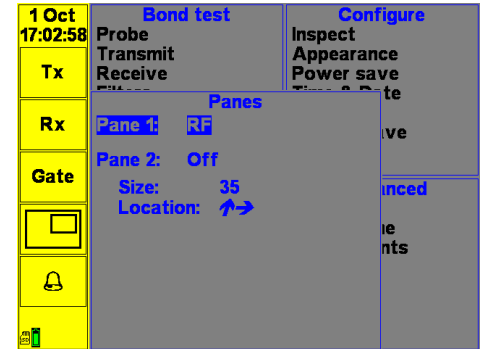 1 Oct
17:02:58
Tx
Rx
Gate
Bond test
Probe
Transmit
Receive
Configure
Inspect
Appearance
Power save
Panes
Pane 1: RF
Pane 2: Off
Size: 35
Location: